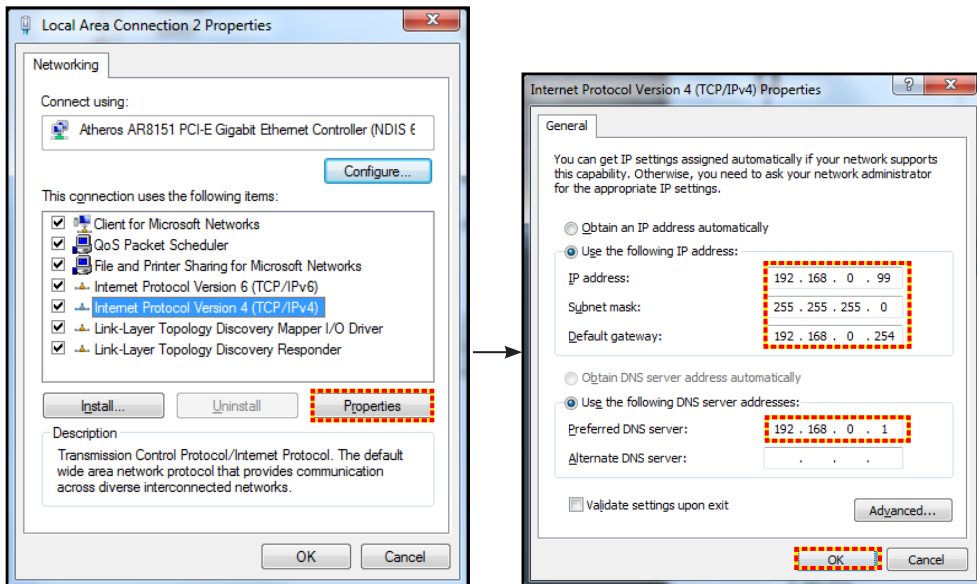 Local Area Connection 2 Properties
Networking
Connect using:
Atheros AR8151 PCI-E Gigabit Ethernet Controller (NDIS 6
Configure...
This connection uses the following items:
Client for Microsoft Networks
QoS Packet Scheduler
File and Printer Sharing for Microsoft Networks
Internet Protocol Version 6 (TCP/IPv6)
Internet Protocol Version 4 (TCP/IPv4)
Link-Layer Topology Discovery Mapper I/O Driver
Link-Layer Topology Discovery Responder
Install...
Uninstall
Properties
Description
Transmission Control Protocol/Internet Protocol. The default
wide area network protocol that provides communication
across diverse interconnected networks.
OK
Cancel
Internet Protocol Version 4 (TCP/IPv4) Properties
General
You can get IP settings assigned automatically if your network supports
this capability. Otherwise, you need to ask your network administrator
for the appropriate IP settings.
Obtain an IP address automatically
Use the following IP address:
IP address: 192 . 168 . 0 . 99
Subnet mask: 255 . 255 . 255 . 0
Default gateway: 192 . 168 . 0 . 254
Obtain DNS server address automatically
Use the following DNS server addresses:
Preferred DNS server: 192 . 168 . 0 . 1
Alternate DNS server: . . .
Validate settings upon exit
Advanced...
OK
Cancel